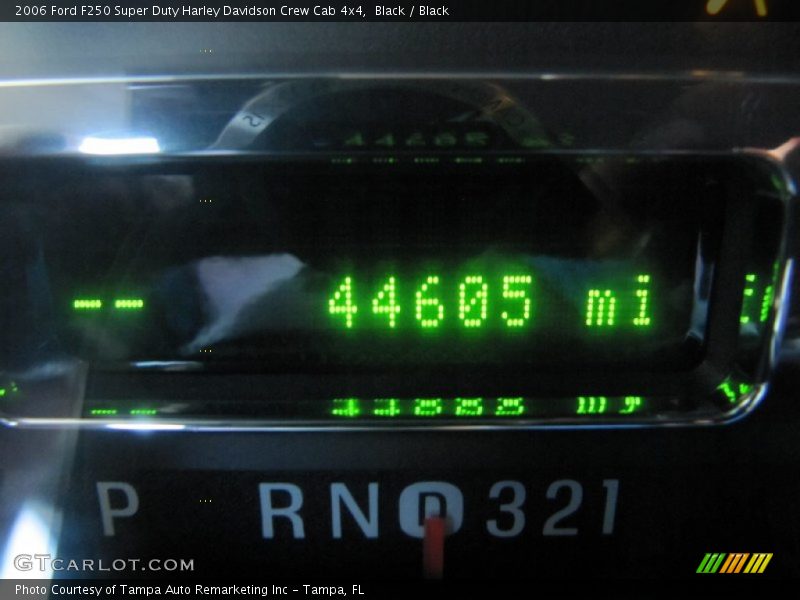 2006 Ford F250 Super Duty Harley Davidson Crew Cab 4x4,  Black / Black
-- 44605 mi
P RND321
GTCARLOT.COM
Photo Courtesy of Tampa Auto Remarketing Inc - Tampa, FL